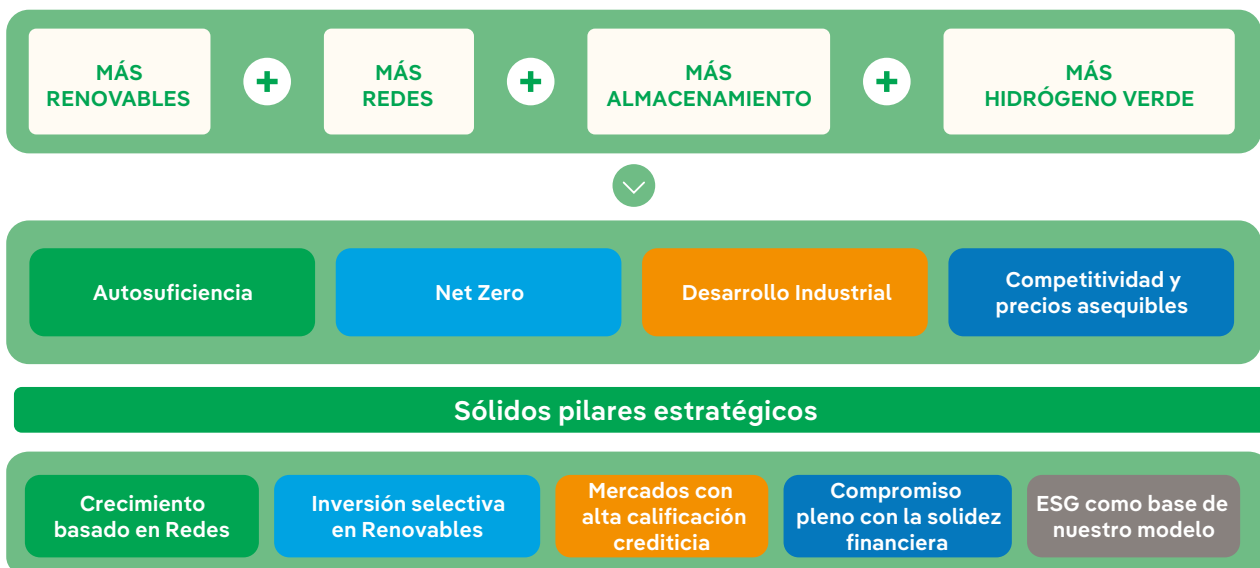 MÁS
RENOVABLES
+
MÁS
REDES
+
MÁS
ALMACENAMIENTO
+
MÁS
HIDRÓGENO VERDE
Autosuficiencia
Net Zero
Desarrollo Industrial
Competitividad y
precios asequibles
Sólidos pilares estratégicos
Crecimiento
basado en Redes
Inversión selectiva
en Renovables
Mercados con
alta calificación
crediticia
Compromiso
pleno con la solidez
financiera
ESG como base de
nuestro modelo